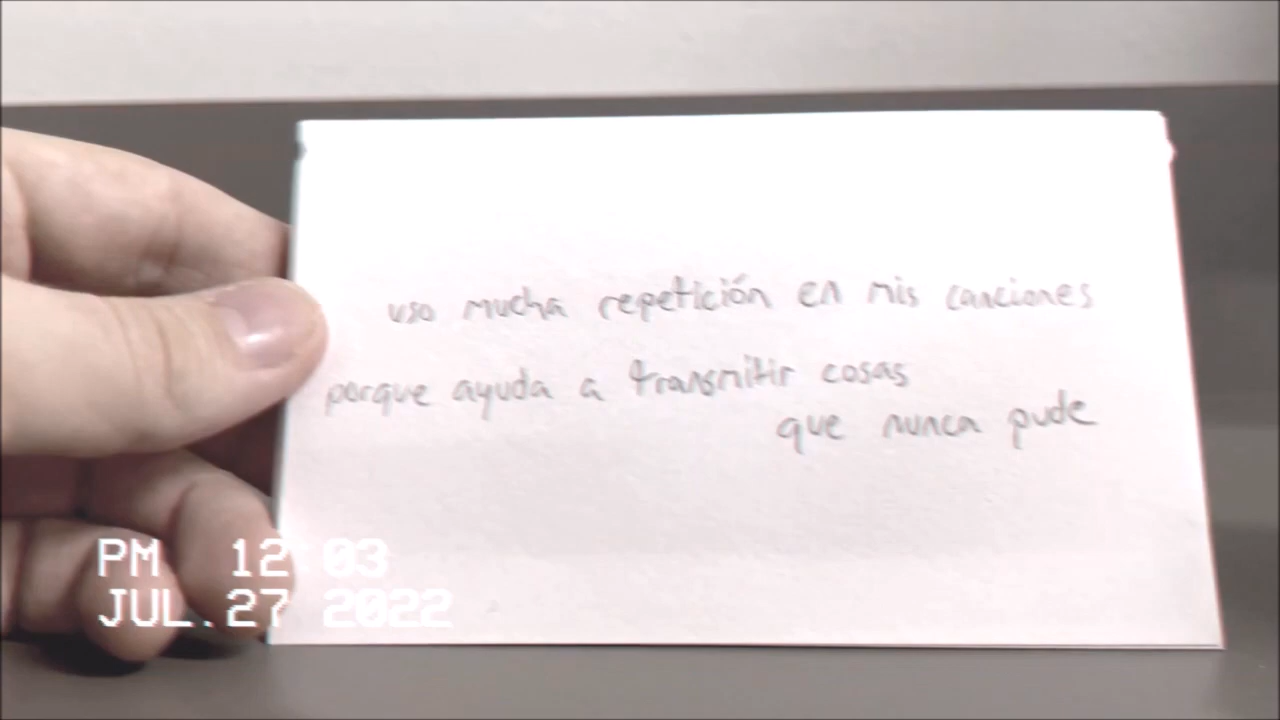 uso mucha repetición en mis canciones
porque ayuda a transmitir cosas
que nunca pude
PM 12:03
JUL.27 2022